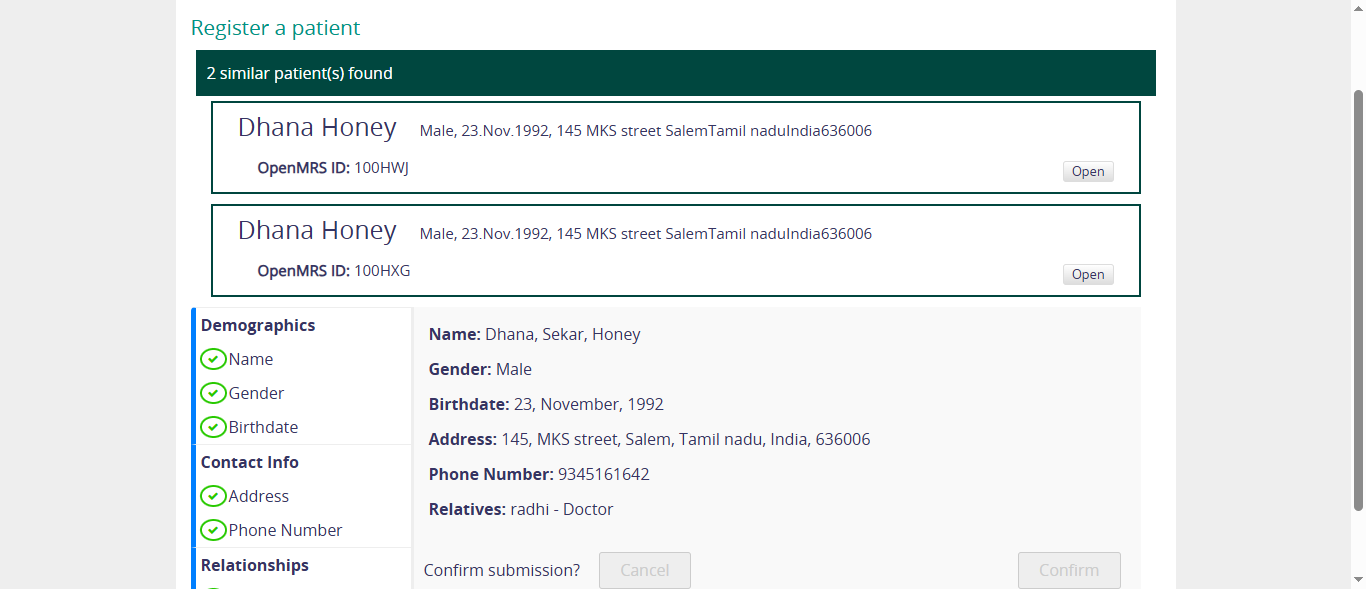 Register a patient
2 similar patient(s) found
Dhana Honey Male, 23.Nov.1992, 145 MKS street SalemTamil naduIndia636006
OpenMRS ID: 100HWJ
Open
Dhana Honey Male, 23.Nov.1992, 145 MKS street SalemTamil naduIndia636006
OpenMRS ID: 100HXG
Open
Demographics
Name
Gender
Birthdate
Contact Info
Address
Phone Number
Relationships
Name: Dhana, Sekar, Honey
Gender: Male
Birthdate: 23, November, 1992
Address: 145, MKS street, Salem, Tamil nadu, India, 636006
Phone Number: 9345161642
Relatives: radhi - Doctor
Confirm submission? Cancel Confirm